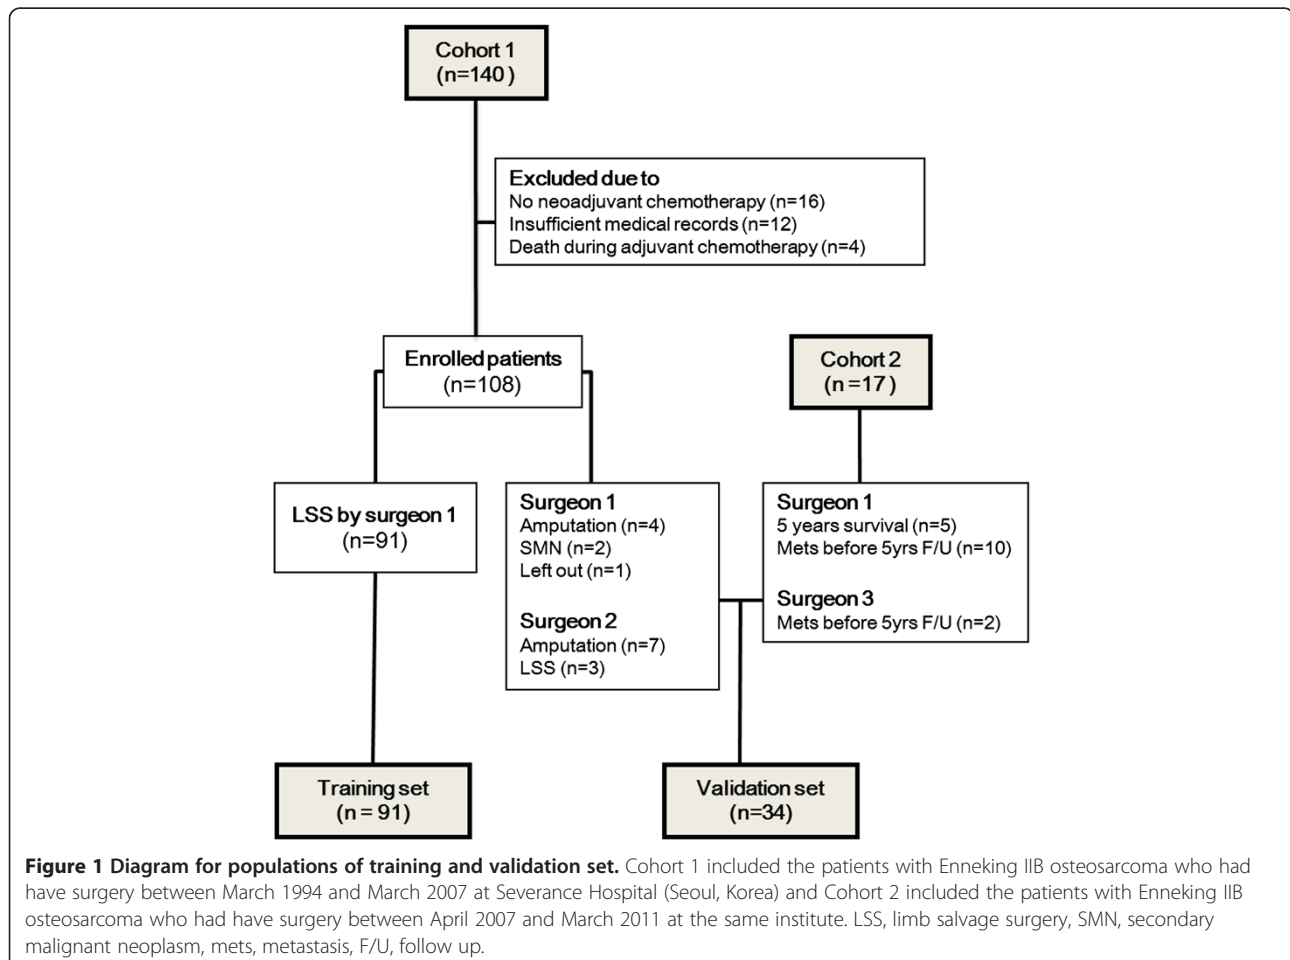 Cohort 1
(n=140 )
Excluded due to
No neoadjuvant chemotherapy (n=16)
Insufficient medical records (n=12)
Death during adjuvant chemotherapy (n=4)
Enrolled patients
(n=108)
Cohort 2
(n =17)
LSS by surgeon 1
(n=91)
Surgeon 1
Amputation (n=4)
SMN (n=2)
Left out (n=1)
Surgeon 2
Amputation (n=7)
LSS (n=3)
Surgeon 1
5 years survival (n=5)
Mets before 5yrs F/U (n=10)
Surgeon 3
Mets before 5yrs F/U (n=2)
Training set
(n = 91)
Validation set
(n=34)
Figure 1 Diagram for populations of training and validation set. Cohort 1 included the patients with Enneking IIB osteosarcoma who had
have surgery between March 1994 and March 2007 at Severance Hospital (Seoul, Korea) and Cohort 2 included the patients with Enneking IIB
osteosarcoma who had have surgery between April 2007 and March 2011 at the same institute. LSS, limb salvage surgery, SMN, secondary
malignant neoplasm, mets, metastasis, F/U, follow up.